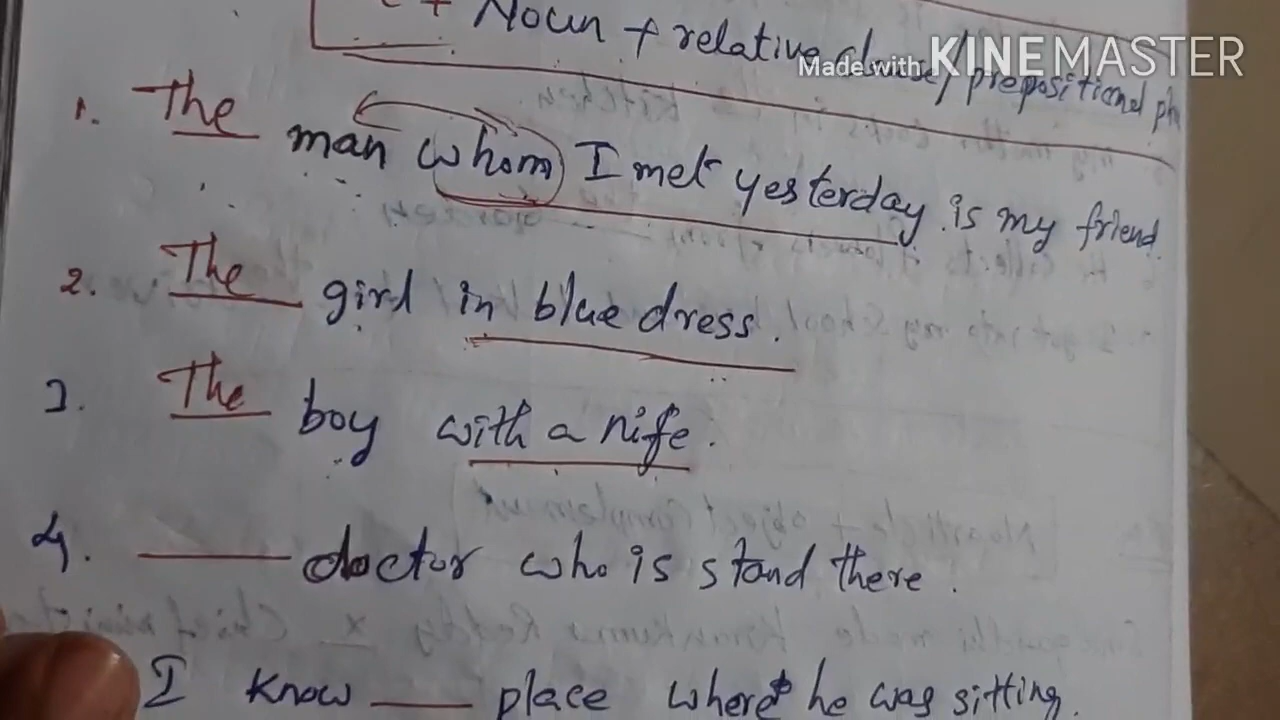 + Noun + relative clause/prepositional
Made with KINEMASTER
1. The man whom I met yesterday is my friend.
2. The girl in blue dress.
3. The boy with a nife.
4. ____ doctor who is stand there.
I know ____ place where he was sitting.